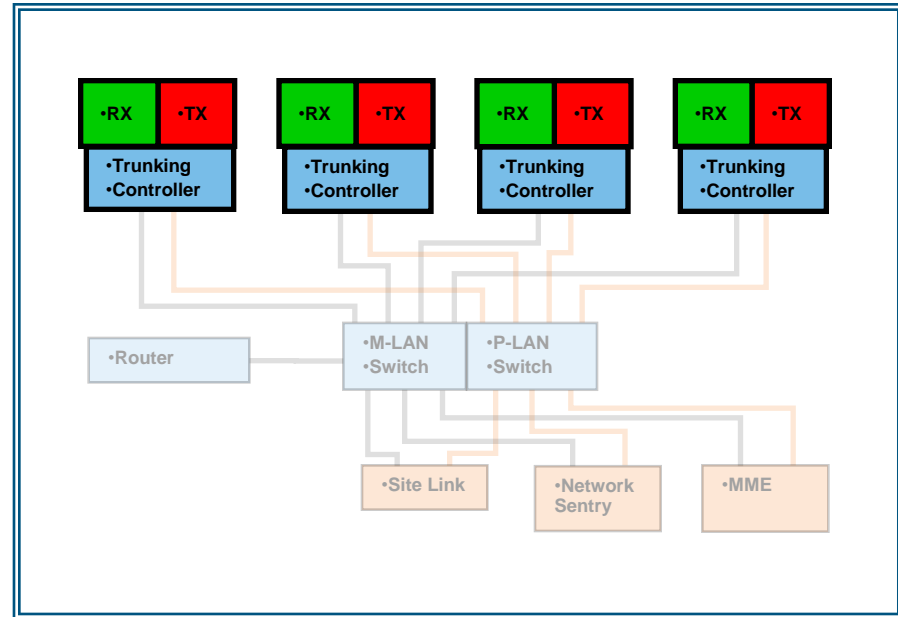 •RX •TX •RX •TX •RX •TX •RX •TX
•Trunking •Trunking •Trunking •Trunking
•Controller •Controller •Controller •Controller
•M-LAN •P-LAN
•Router
•Switch •Switch
•Site Link •Network •MME
Sentry